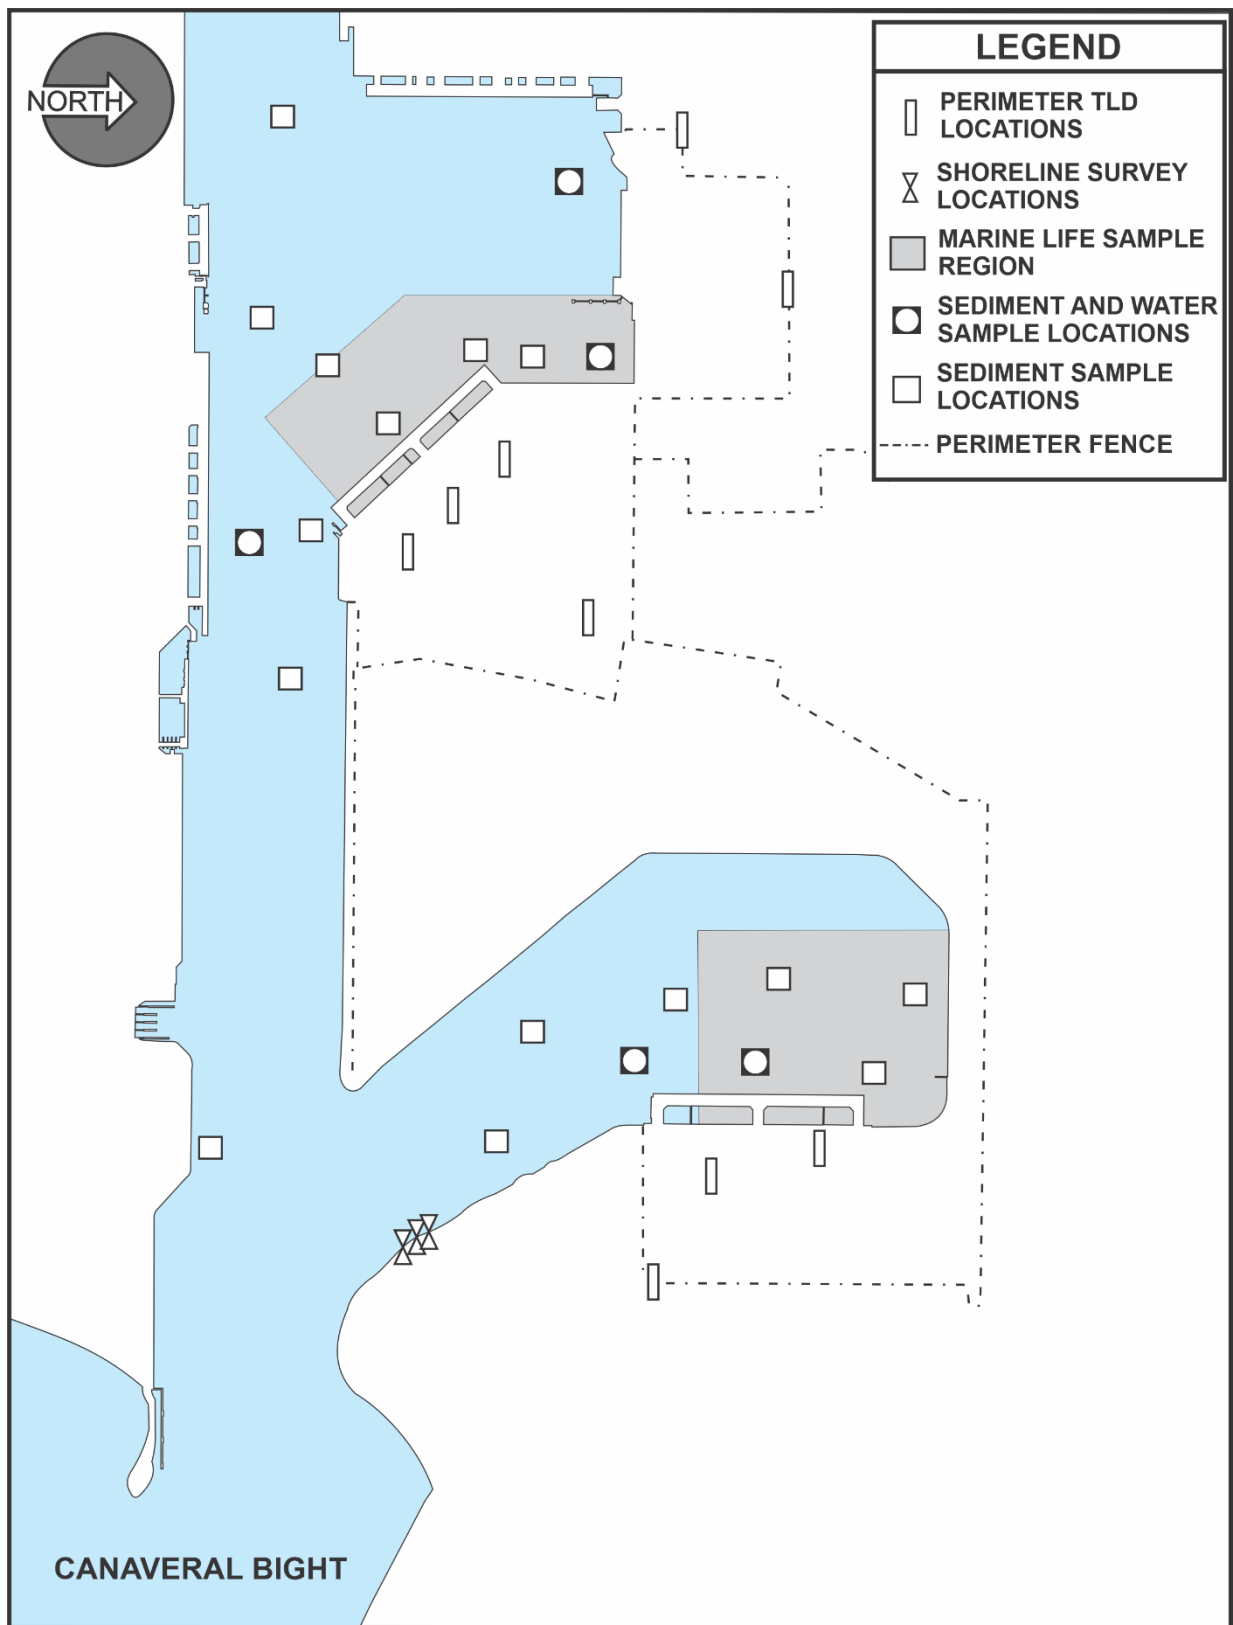 NORTH
LEGEND
PERIMETER TLD
LOCATIONS
SHORELINE SURVEY
LOCATIONS
MARINE LIFE SAMPLE
REGION
SEDIMENT AND WATER
SAMPLE LOCATIONS
SEDIMENT SAMPLE
LOCATIONS
PERIMETER FENCE
CANAVERAL BIGHT